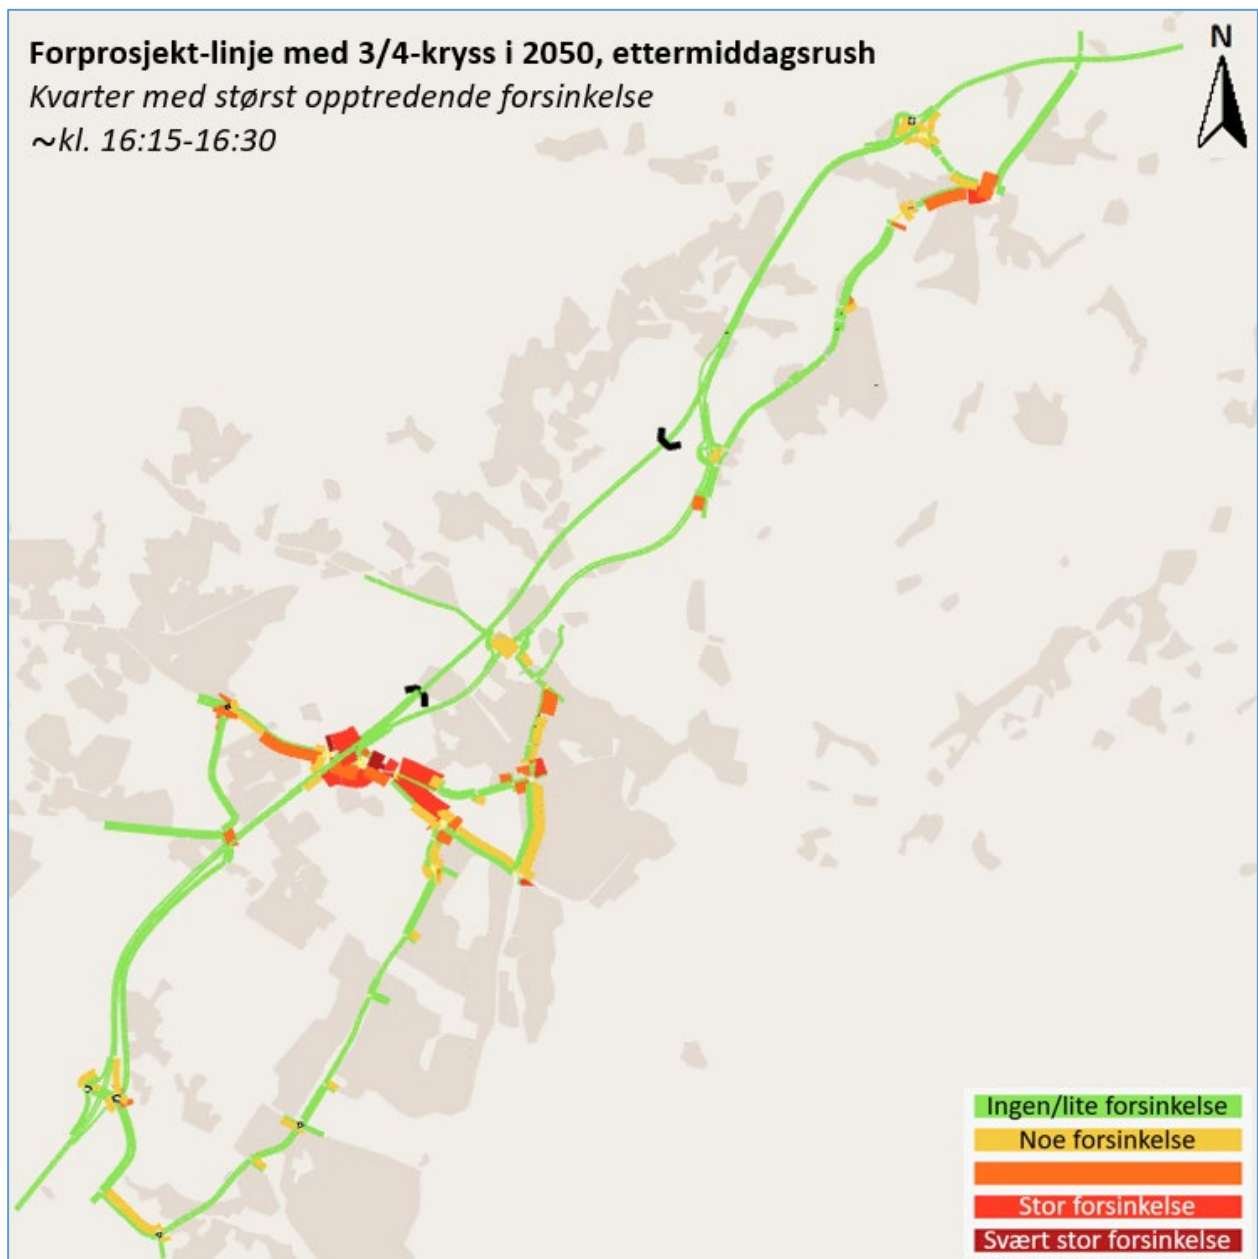 Forprosjekt-linje med 3/4-kryss i 2050, ettermiddagsrush
Kvarter med størst opptredende forsinkelse
~kl. 16:15-16:30
N
Ingen/lite forsinkelse
Noe forsinkelse
Stor forsinkelse
Svært stor forsinkelse